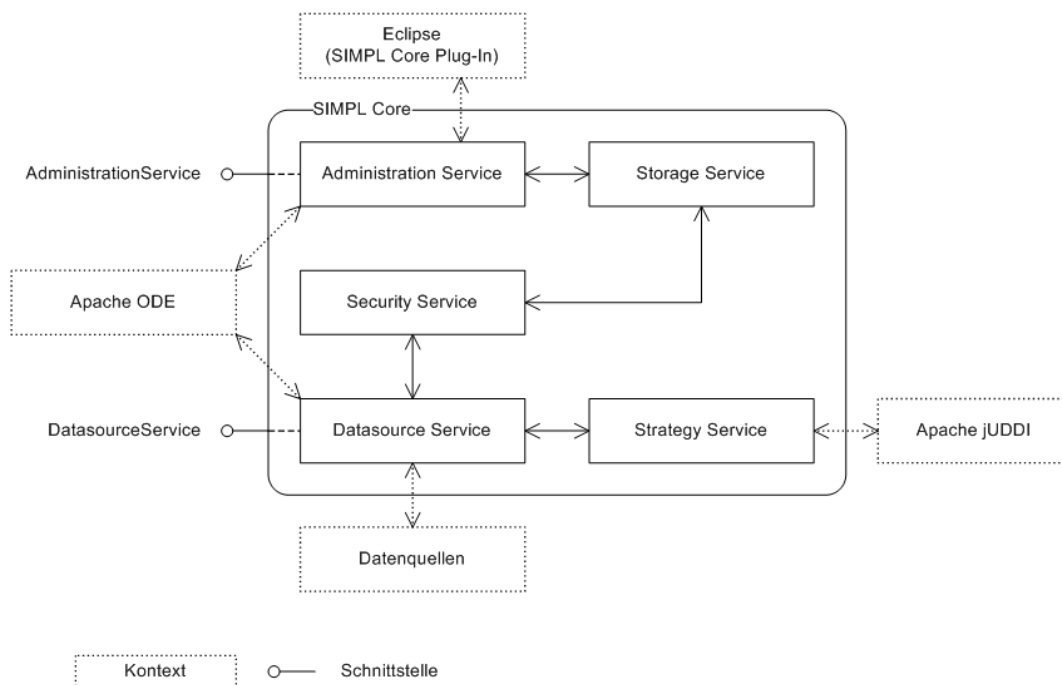 Eclipse
(SIMPL Core Plug-In)
SIMPL Core
AdministrationService
Administration Service
Storage Service
Apache ODE
Security Service
DatasourceService
Datasource Service
Strategy Service
Apache jUDDI
Datenquellen
Kontext
Schnittstelle